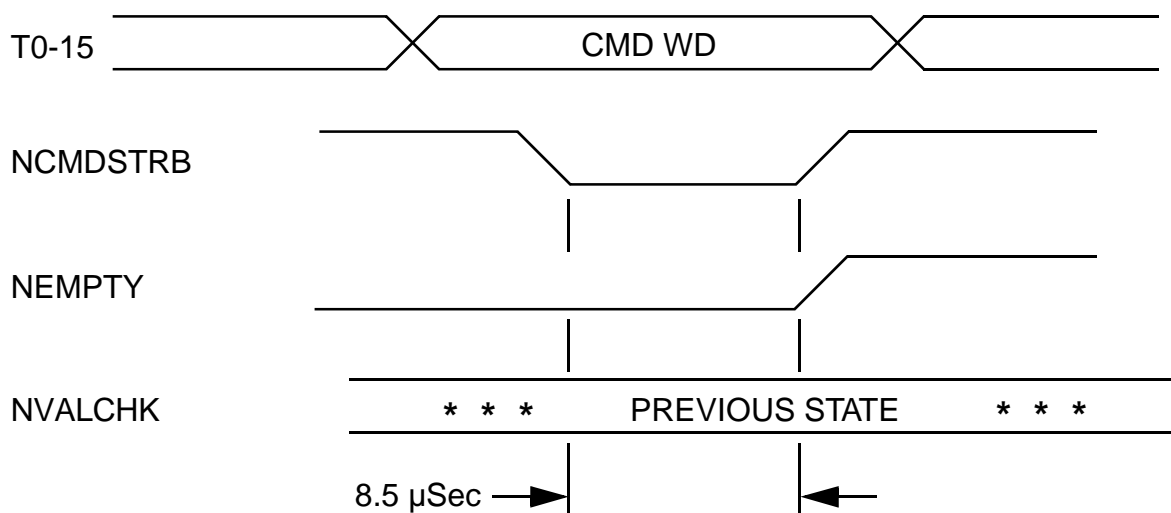 T0-15 CMD WD
NCMDSTRB
NEMPTY
NVALCHK * * * PREVIOUS STATE * * *
8.5 µSec